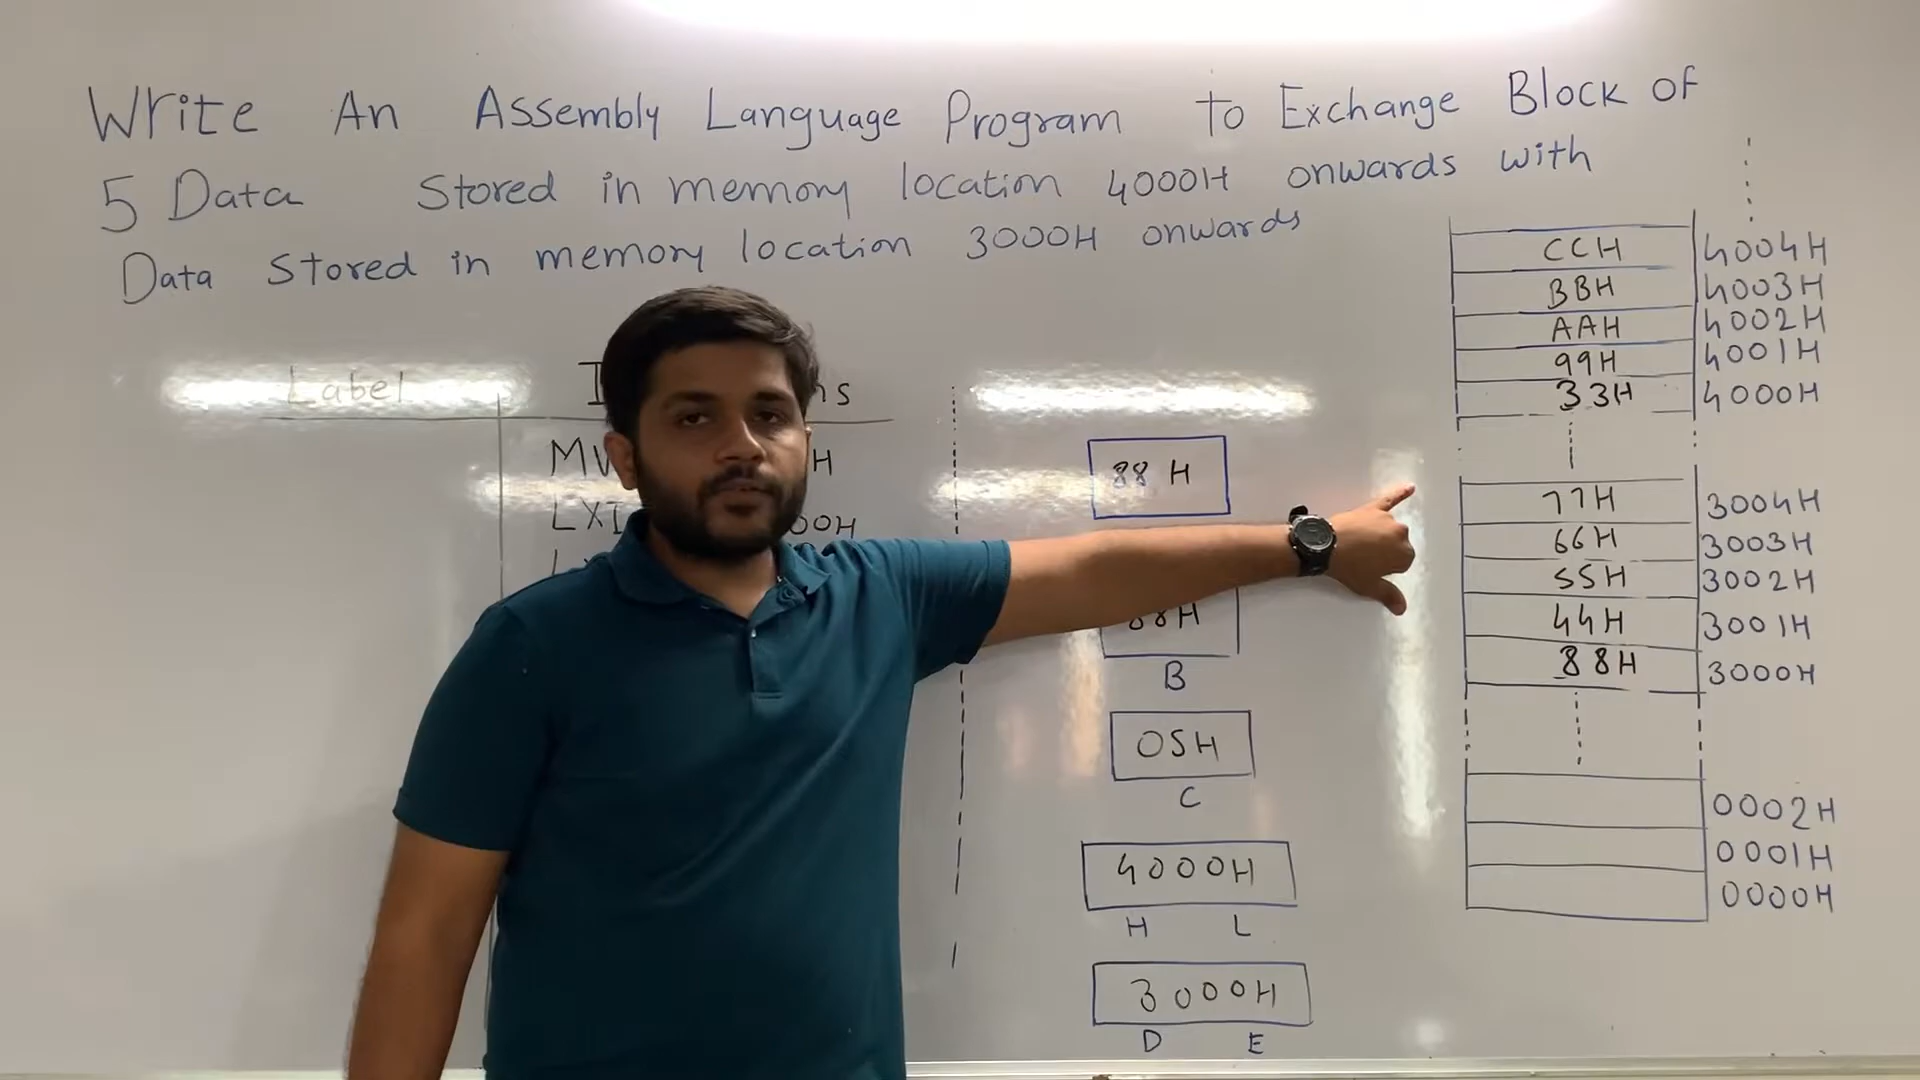 Write An Assembly Language Program to Exchange Block of
5 Data Stored in memory location 4000H onwards with
Data Stored in memory location 3000H onwards
Label
88 H
B
05H
C
4000H
H L
3000H
D E
CCH 4004H
BBH 4003H
AAH 4002H
99H 4001H
33H 4000H
77H 3004H
66H 3003H
55H 3002H
44H 3001H
88H 3000H
0002H
0001H
0000H